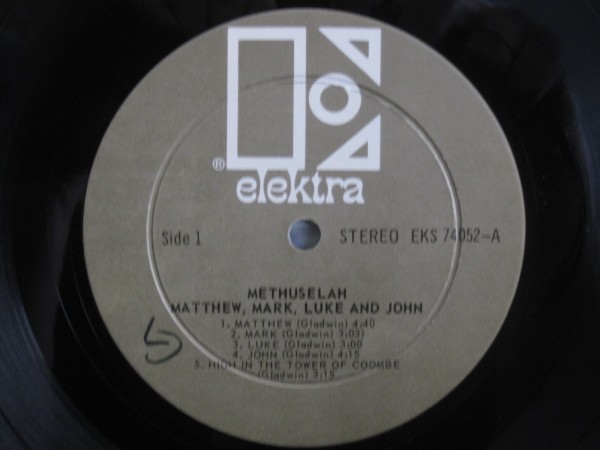 ®
elektra
Side 1
STEREO EKS 74052-A
METHUSELAH
MATTHEW, MARK, LUKE AND JOHN
1. MATTHEW (Gladwin) 4:40
2. MARK (Gladwin) 3:03)
3. LUKE (Gladwin) 3:00
4. JOHN (Gladwin) 4:15
5. HIGH IN THE TOWER OF COOMBE
(Gladwin) 3:15
5